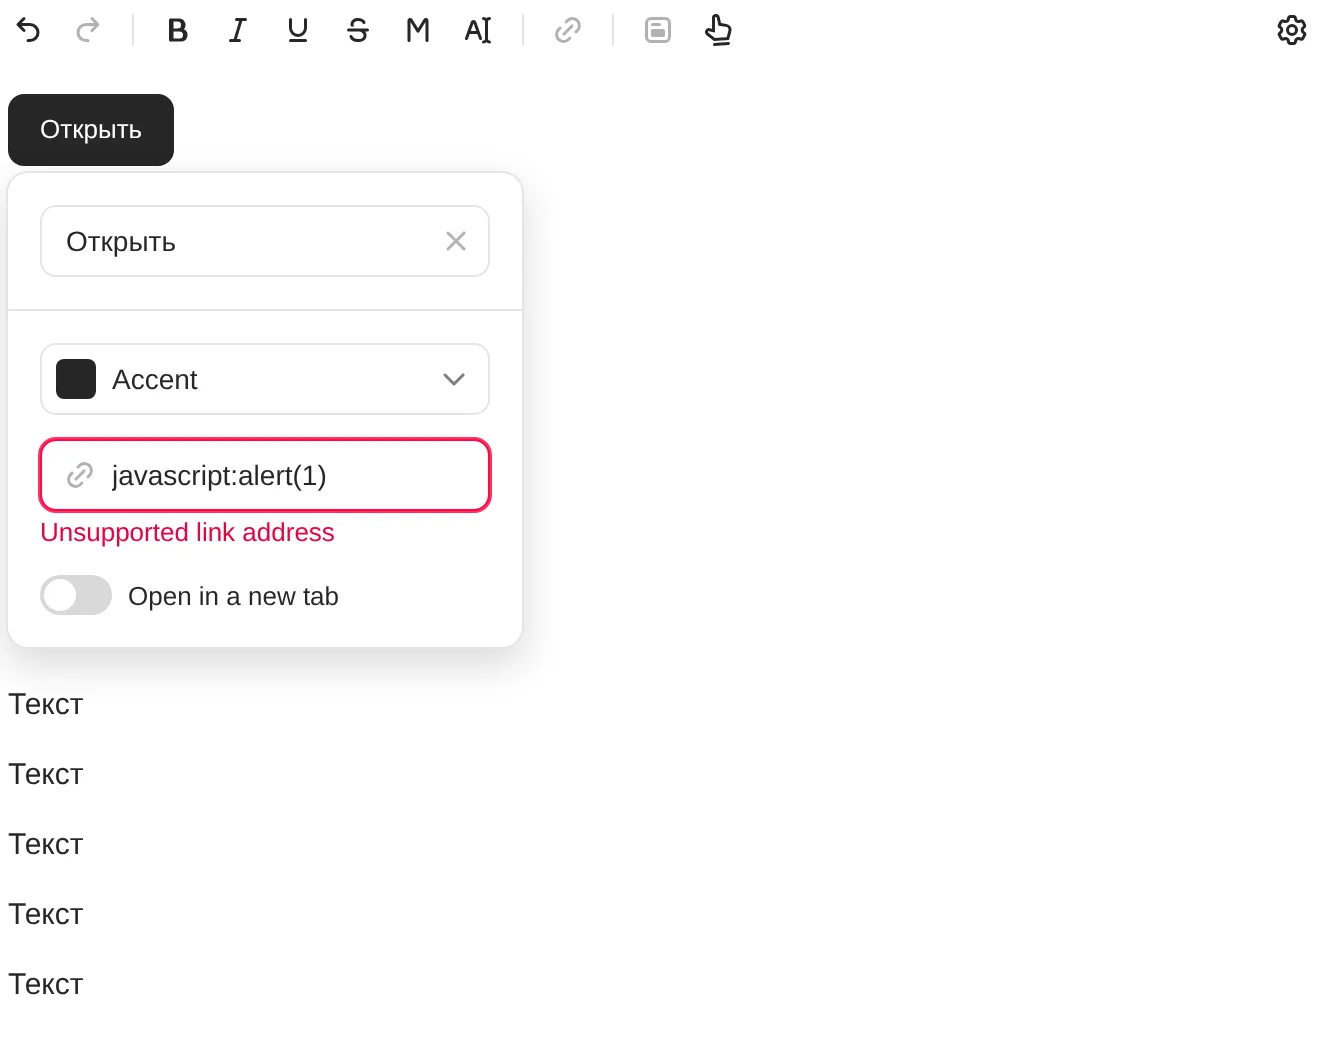 Открыть
Открыть
Accent
javascript:alert(1)
Unsupported link address
Open in a new tab
Текст
Текст
Текст
Текст
Текст